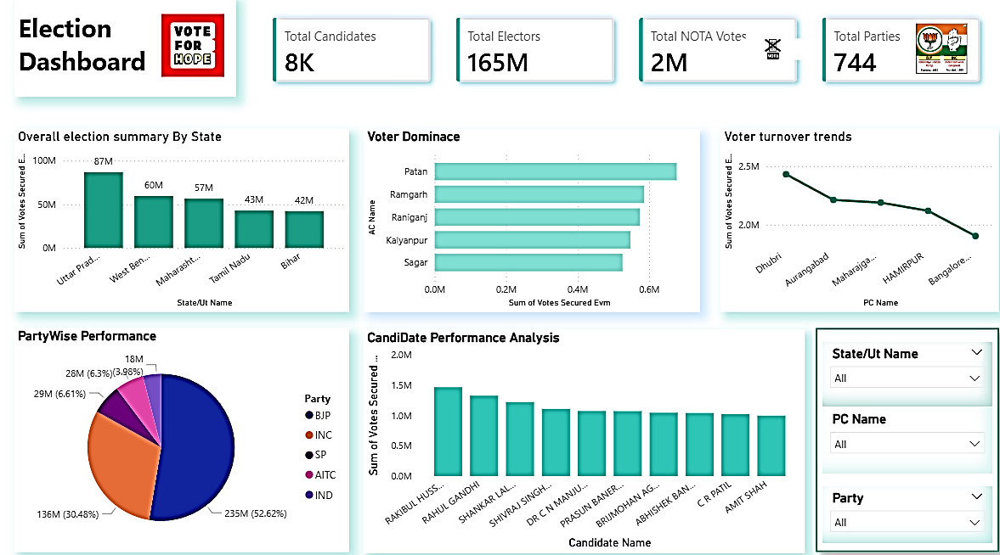 Election
Dashboard
VOTE
FOR
HOPE
Total Candidates
8K
Total Electors
165M
Total NOTA Votes
2M
NOTA
Total Parties
744
Overall election summary By State
Sum of Votes Secured E...
100M
50M
0M
87M
60M
57M
43M
42M
Uttar Prad...
West Ben...
Maharasht...
Tamil Nadu
Bihar
State/Ut Name
Voter Dominace
AC Name
Patan
Ramgarh
Raniganj
Kalyanpur
Sagar
0.0M
0.2M
0.4M
0.6M
Sum of Votes Secured Evm
Voter turnover trends
Sum of Votes Secured E...
2.5M
2.0M
Dhubri
Aurangabad
Maharajga...
HAMIRPUR
Bangalore...
PC Name
PartyWise Performance
18M
(3.98%)
28M (6.3%)
29M (6.61%)
136M (30.48%)
235M (52.62%)
Party
BJP
INC
SP
AITC
IND
CandiDate Performance Analysis
Sum of Votes Secured ...
2.0M
1.5M
1.0M
0.5M
0.0M
RAKIBUL HUSS...
RAHUL GANDHI
SHANKAR LAL...
SHIVRAJ SINGH...
DR C N MANJU...
PRASUN BANER...
BRIJMOHAN AG...
ABHISHEK BAN...
C R PATIL
AMIT SHAH
Candidate Name
State/Ut Name
All
PC Name
All
Party
All